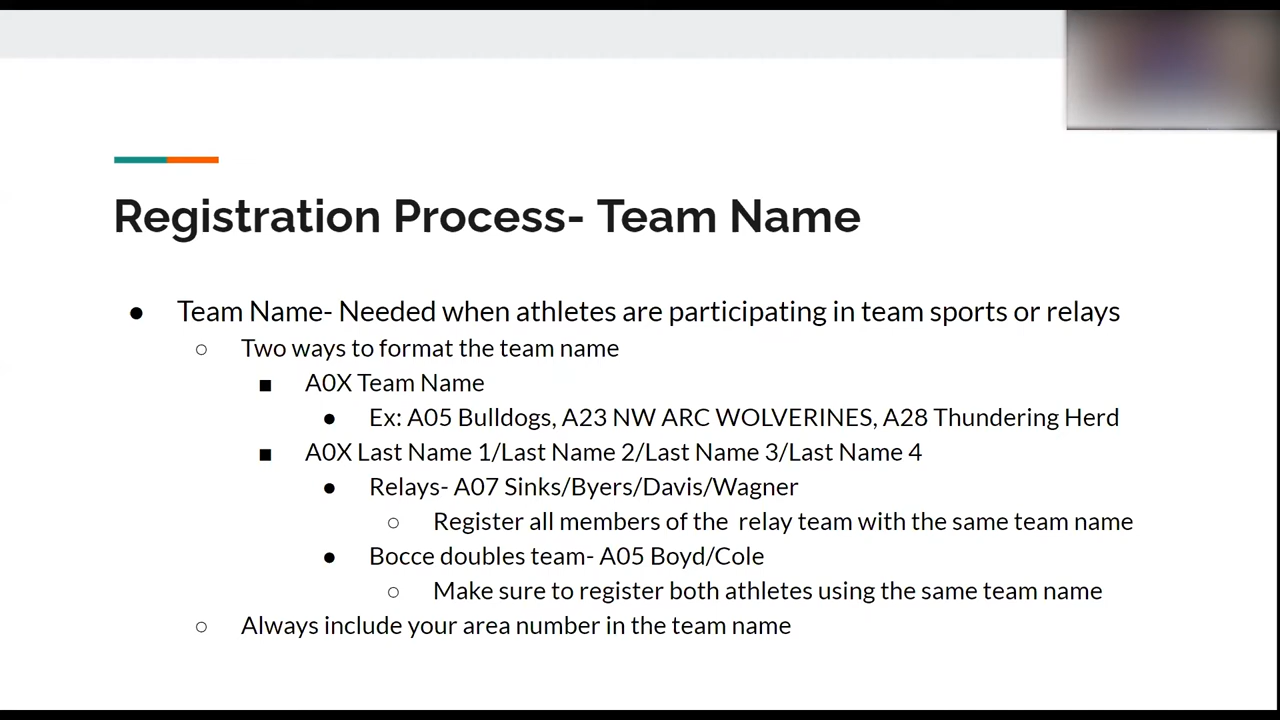 Registration Process- Team Name
● Team Name- Needed when athletes are participating in team sports or relays
○ Two ways to format the team name
■ A0X Team Name
● Ex: A05 Bulldogs, A23 NW ARC WOLVERINES, A28 Thundering Herd
■ A0X Last Name 1/Last Name 2/Last Name 3/Last Name 4
● Relays- A07 Sinks/Byers/Davis/Wagner
○ Register all members of the  relay team with the same team name
● Bocce doubles team- A05 Boyd/Cole
○ Make sure to register both athletes using the same team name
○ Always include your area number in the team name